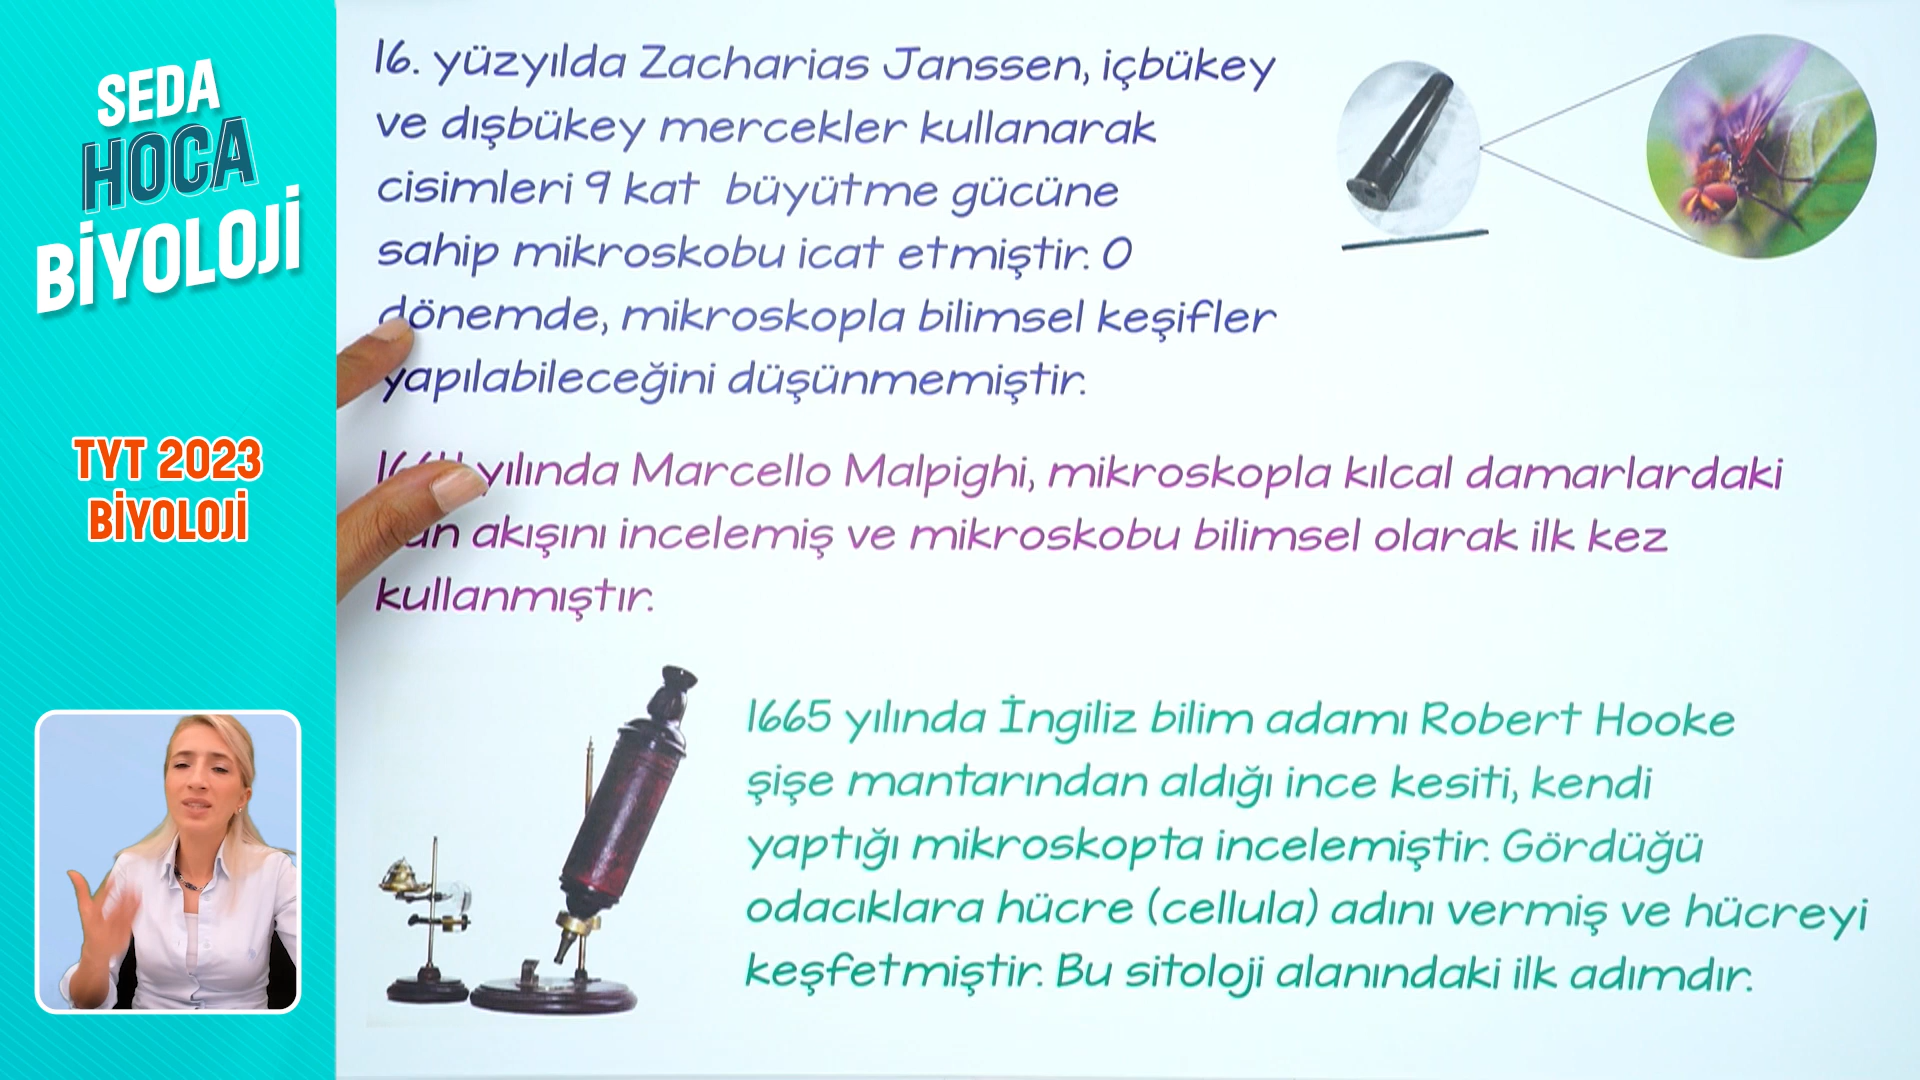 SEDA
HOCA
BİYOLOJİ
TYT 2023
BİYOLOJİ
16. yüzyılda Zacharias Janssen, içbükey
ve dışbükey mercekler kullanarak
cisimleri 9 kat büyütme gücüne
sahip mikroskobu icat etmiştir. O
dönemde, mikroskopla bilimsel keşifler
yapılabileceğini düşünmemiştir.
yılında Marcello Malpighi, mikroskopla kılcal damarlardaki
akışını incelemiş ve mikroskobu bilimsel olarak ilk kez
kullanmıştır.
1665 yılında İngiliz bilim adamı Robert Hooke
şişe mantarından aldığı ince kesiti, kendi
yaptığı mikroskopta incelemiştir. Gördüğü
odacıklara hücre (cellula) adını vermiş ve hücreyi
keşfetmiştir. Bu sitoloji alanındaki ilk adımdır.